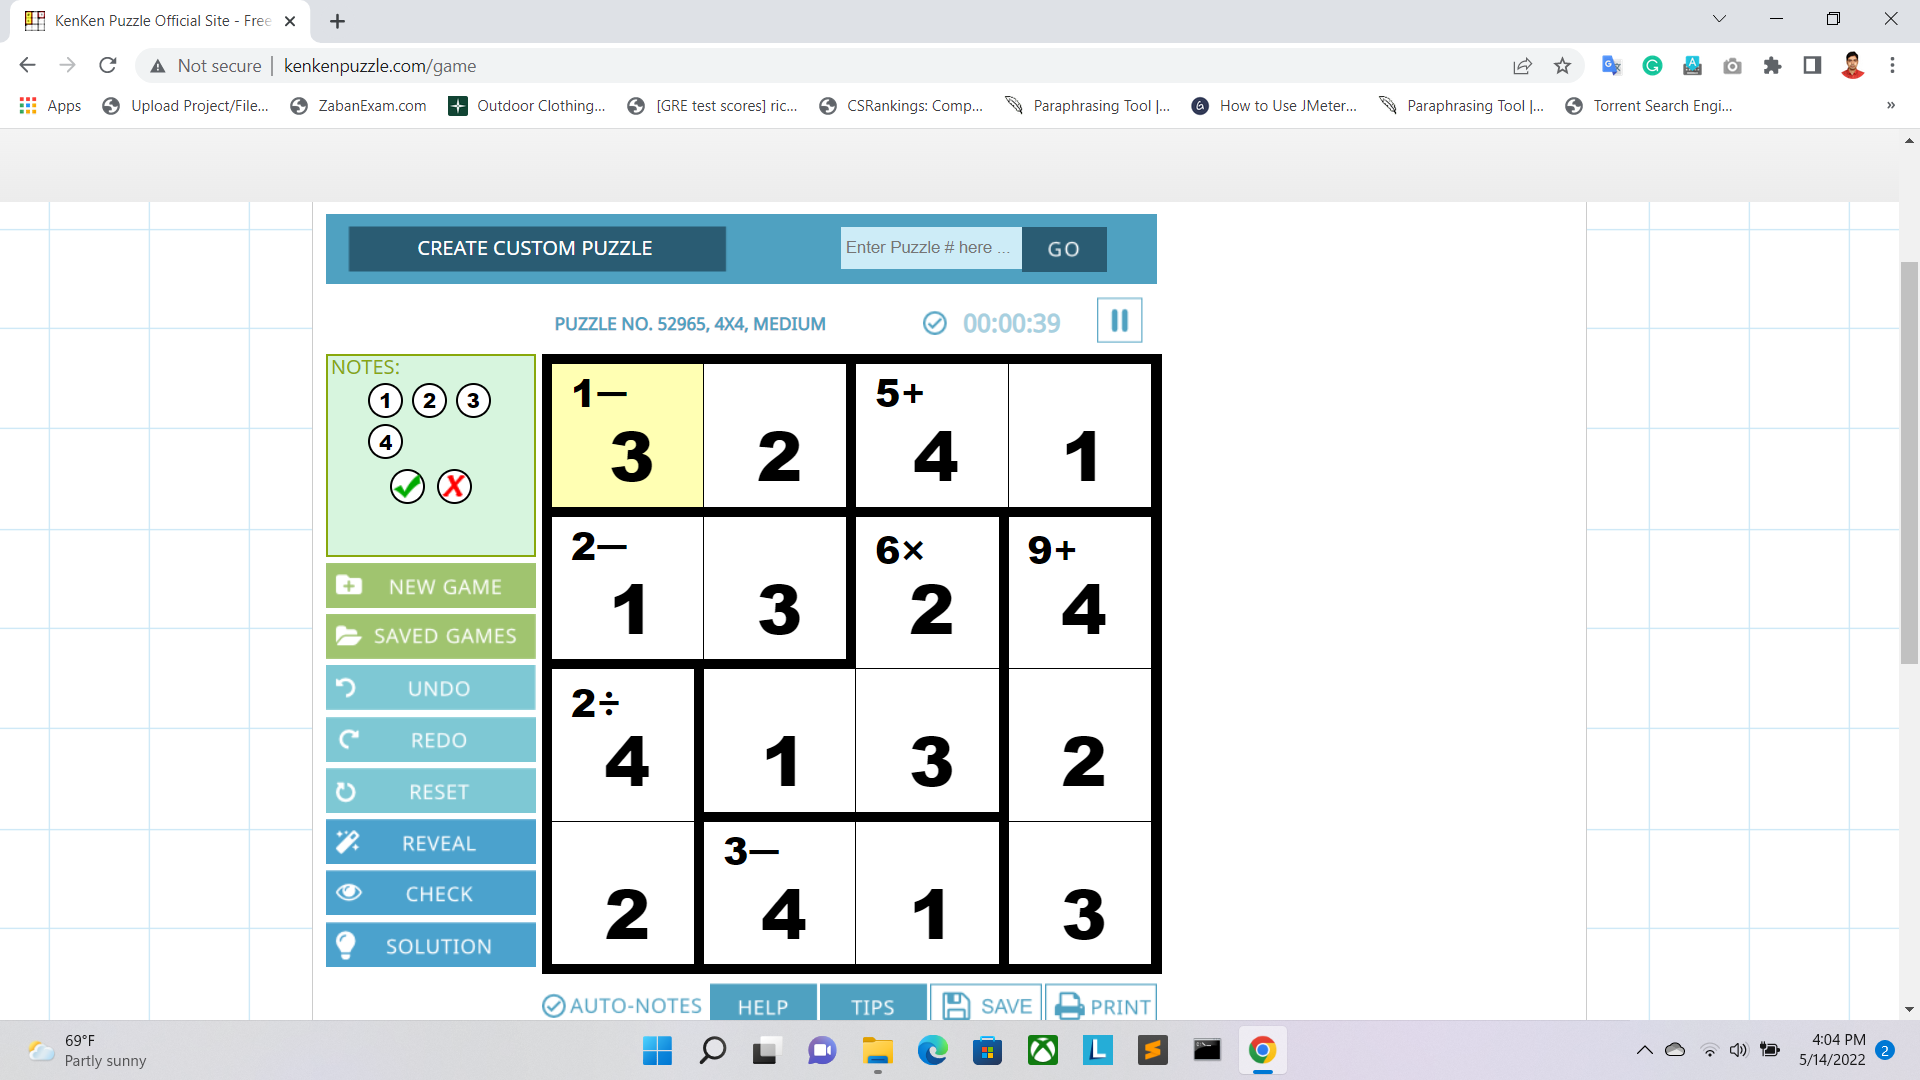 KenKen Puzzle Official Site - Free
Not secure | kenkenpuzzle.com/game
Apps Upload Project/File... ZabanExam.com Outdoor Clothing... [GRE test scores] ric... CSRankings: Comp... Paraphrasing Tool |... How to Use JMeter... Paraphrasing Tool |... Torrent Search Engi... »
CREATE CUSTOM PUZZLE Enter Puzzle # here ... GO
PUZZLE NO. 52965, 4X4, MEDIUM 00:00:39
NOTES:
1 2 3
4
NEW GAME
SAVED GAMES
UNDO
REDO
RESET
REVEAL
CHECK
SOLUTION
1— 5+
3 2 4 1
2— 6× 9+
1 3 2 4
2÷
4 1 3 2
3—
2 4 1 3
AUTO-NOTES HELP TIPS SAVE PRINT
69°F
Partly sunny
4:04 PM
5/14/2022 2